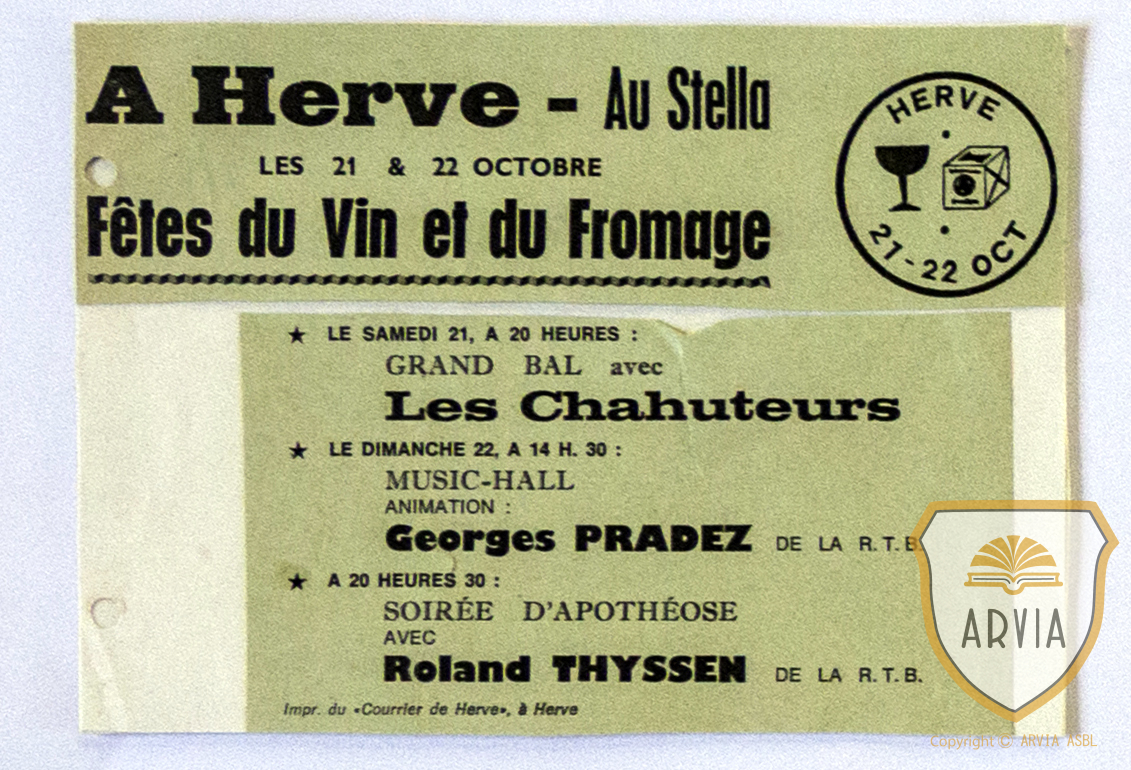 A Herve - Au Stella
LES 21 & 22 OCTOBRE
Fêtes du Vin et du Fromage
HERVE
21-22 OCT
★ LE SAMEDI 21, A 20 HEURES :
GRAND BAL avec
Les Chahuteurs
★ LE DIMANCHE 22, A 14 H. 30 :
MUSIC-HALL
ANIMATION :
Georges PRADEZ DE LA R.T.B.
★ A 20 HEURES 30 :
SOIRÉE D'APOTHÉOSE
AVEC
Roland THYSSEN DE LA R.T.B.
Impr. du «Courrier de Herve», à Herve
ARVIA
Copyright © ARVIA ASBL